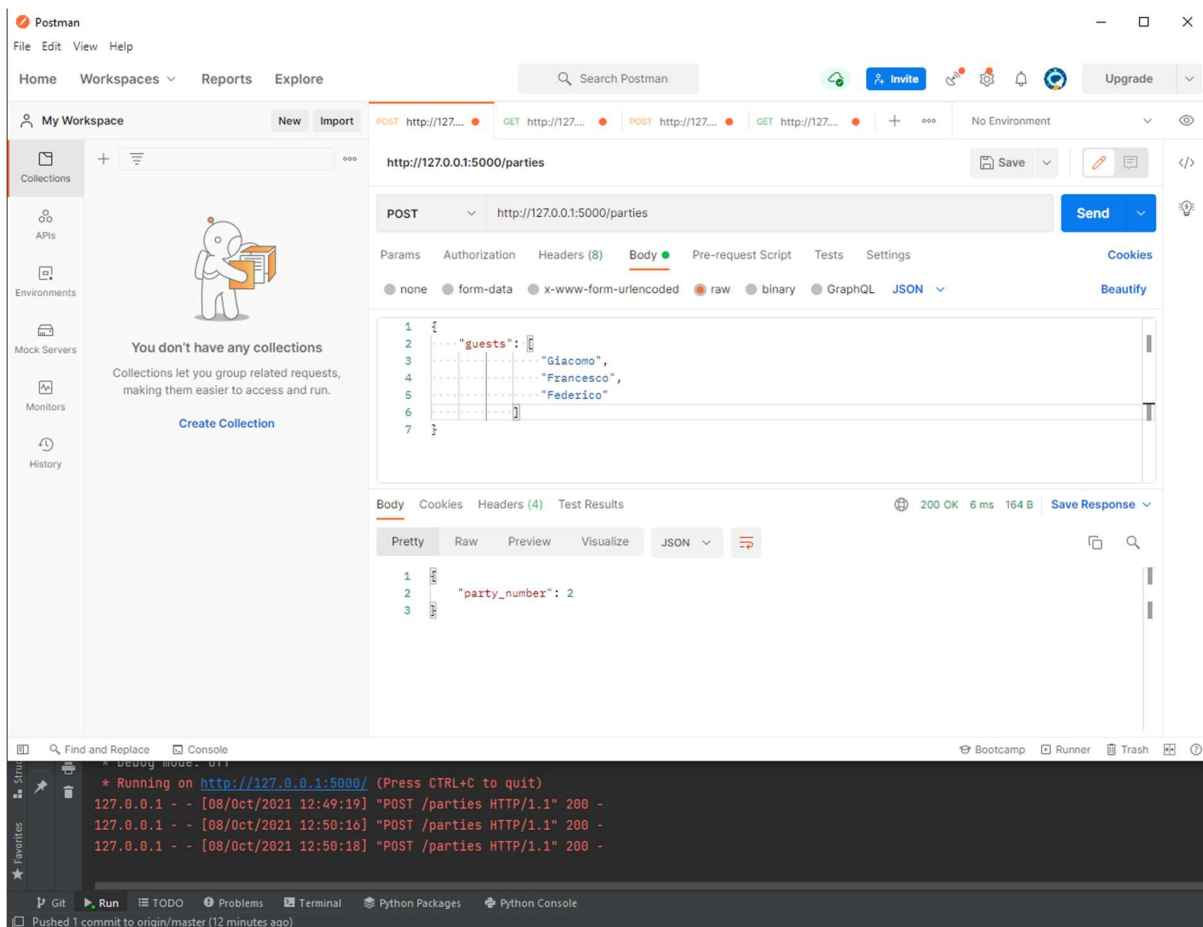 Postman
File Edit View Help
Home Workspaces Reports Explore Search Postman Invite Upgrade
My Workspace New Import POST http://127.... GET http://127.... POST http://127.... GET http://127.... No Environment
Collections
APIs
Environments
Mock Servers
Monitors
History
You don't have any collections
Collections let you group related requests,
making them easier to access and run.
Create Collection
http://127.0.0.1:5000/parties Save
POST http://127.0.0.1:5000/parties Send
Params Authorization Headers (8) Body Pre-request Script Tests Settings Cookies
none form-data x-www-form-urlencoded raw binary GraphQL JSON Beautify
1 {
2 "guests": [
3 "Giacomo",
4 "Francesco",
5 "Federico"
6 ]
7 }
Body Cookies Headers (4) Test Results 200 OK 6 ms 164 B Save Response
Pretty Raw Preview Visualize JSON
1 {
2 "party_number": 2
3 }
Find and Replace Console Bootcamp Runner Trash
* Debug mode: off
* Running on http://127.0.0.1:5000/ (Press CTRL+C to quit)
127.0.0.1 - - [08/Oct/2021 12:49:19] "POST /parties HTTP/1.1" 200 -
127.0.0.1 - - [08/Oct/2021 12:50:16] "POST /parties HTTP/1.1" 200 -
127.0.0.1 - - [08/Oct/2021 12:50:18] "POST /parties HTTP/1.1" 200 -
Struc
Favorites
Git Run TODO Problems Terminal Python Packages Python Console
Pushed 1 commit to origin/master (12 minutes ago)